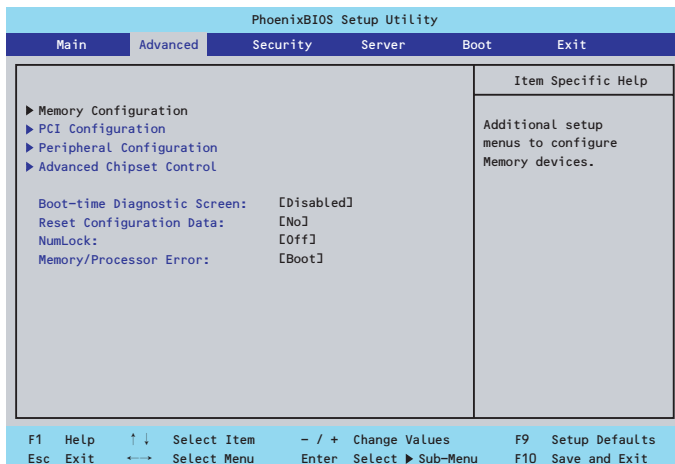 PhoenixBIOS Setup Utility
Main Advanced Security Server Boot Exit
Item Specific Help
▶ Memory Configuration
▶ PCI Configuration
▶ Peripheral Configuration
▶ Advanced Chipset Control
Boot-time Diagnostic Screen: [Disabled]
Reset Configuration Data: [No]
NumLock: [Off]
Memory/Processor Error: [Boot]
Additional setup
menus to configure
Memory devices.
F1 Help ↑↓ Select Item - / + Change Values F9 Setup Defaults
Esc Exit ←→ Select Menu Enter Select ▶ Sub-Menu F10 Save and Exit